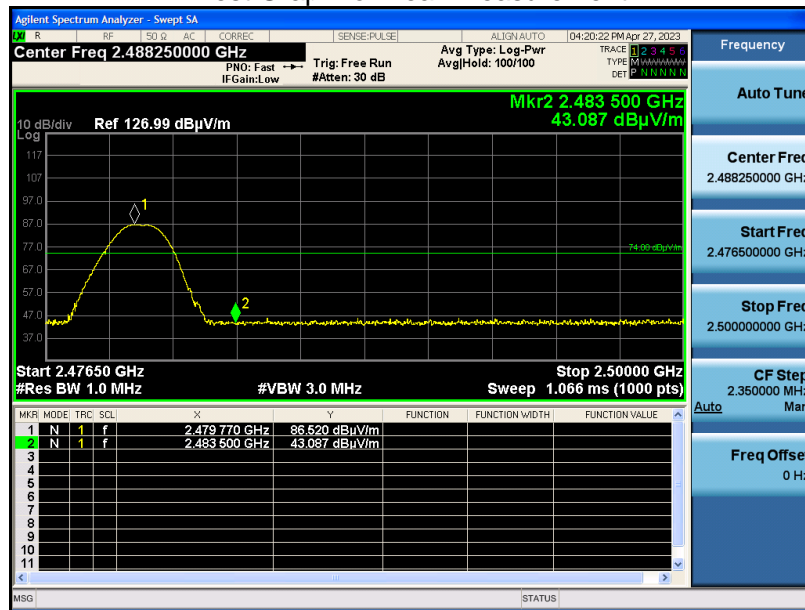 Agilent Spectrum Analyzer - Swept SA
LXI R RF 50 Ω AC CORREC SENSE:PULSE ALIGN AUTO 04:20:22 PM Apr 27, 2023
Center Freq 2.488250000 GHz
PNO: Fast
IFGain:Low
Trig: Free Run
#Atten: 30 dB
Avg Type: Log-Pwr
Avg|Hold: 100/100
TRACE 1 2 3 4 5 6
TYPE M
DET P N N N N N
Mkr2 2.483 500 GHz
43.087 dBµV/m
10 dB/div Ref 126.99 dBµV/m
Log
117
107
97.0
87.0
77.0
67.0
57.0
47.0
37.0
1
2
74.00 dBµV/m
Start 2.47650 GHz Stop 2.50000 GHz
#Res BW 1.0 MHz #VBW 3.0 MHz Sweep 1.066 ms (1000 pts)
MKR MODE TRC SCL X Y FUNCTION FUNCTION WIDTH FUNCTION VALUE
1 N 1 f 2.479 770 GHz 86.520 dBµV/m
2 N 1 f 2.483 500 GHz 43.087 dBµV/m
3
4
5
6
7
8
9
10
11
MSG STATUS
Frequency
Auto Tune
Center Freq
2.488250000 GHz
Start Freq
2.476500000 GHz
Stop Freq
2.500000000 GHz
CF Step
2.350000 MHz
Auto Man
Freq Offset
0 Hz